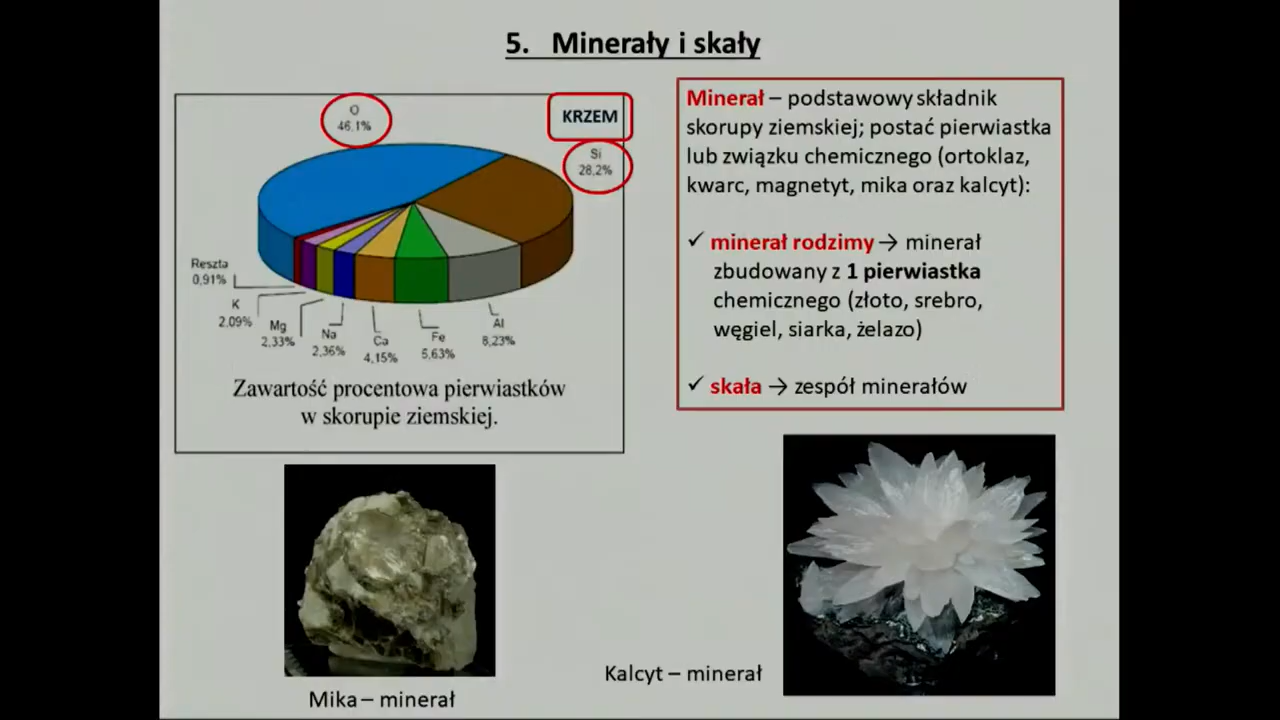 5. Minerały i skały
O
46,1%
KRZEM
Si
28,2%
Reszta
0,91%
K
2,09%
Mg
2,33%
Na
2,36%
Ca
4,15%
Fe
5,63%
Al
8,23%
Zawartość procentowa pierwiastków
w skorupie ziemskiej.
Minerał – podstawowy składnik
skorupy ziemskiej; postać pierwiastka
lub związku chemicznego (ortoklaz,
kwarc, magnetyt, mika oraz kalcyt):
✓ minerał rodzimy → minerał
zbudowany z 1 pierwiastka
chemicznego (złoto, srebro,
węgiel, siarka, żelazo)
✓ skała → zespół minerałów
Mika – minerał
Kalcyt – minerał